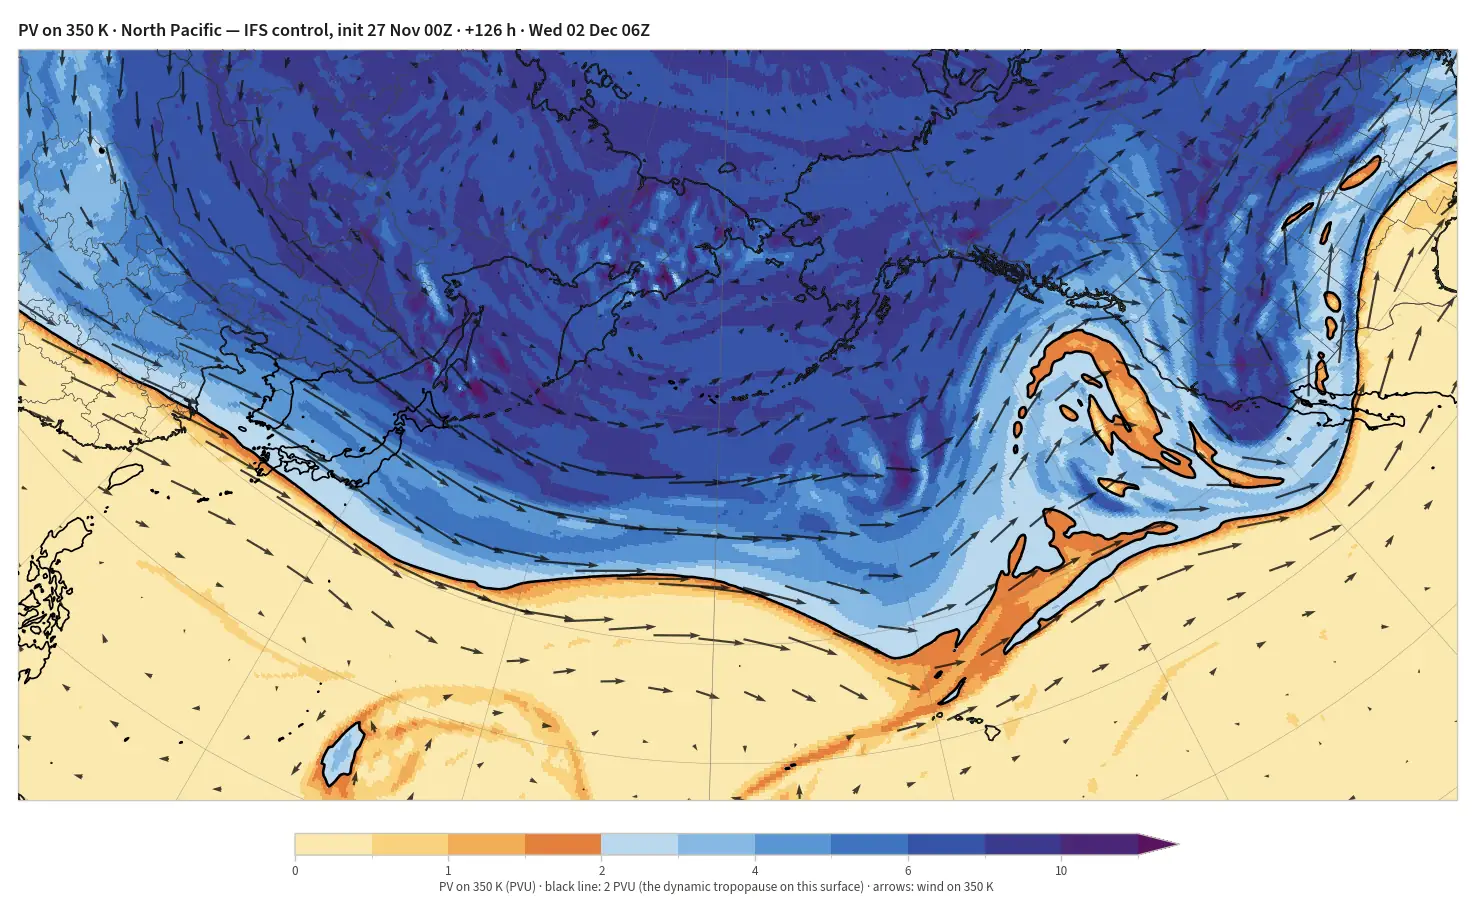 PV on 350 K · North Pacific — IFS control, init 27 Nov 00Z · +126 h · Wed 02 Dec 06Z
0 1 2 4 6 10
PV on 350 K (PVU) · black line: 2 PVU (the dynamic tropopause on this surface) · arrows: wind on 350 K